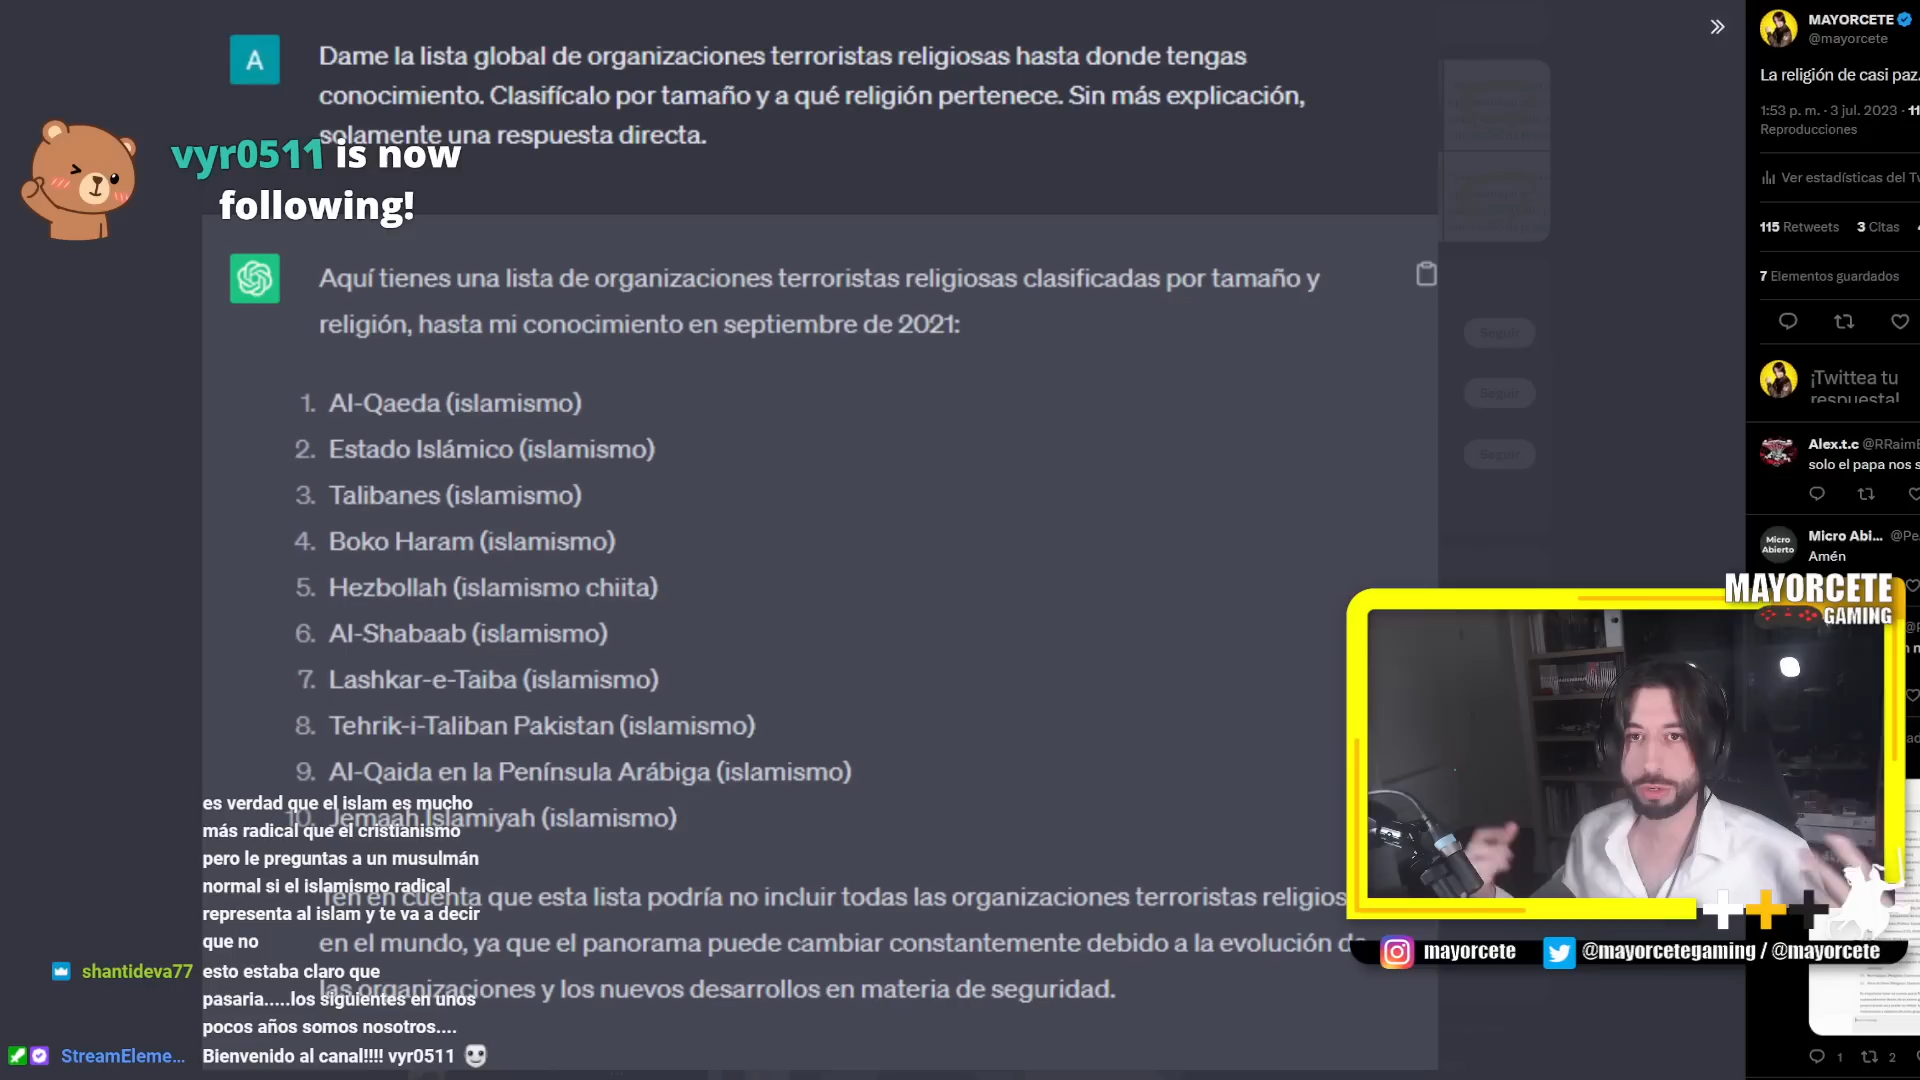 A
Dame la lista global de organizaciones terroristas religiosas hasta donde tengas
conocimiento. Clasifícalo por tamaño y a qué religión pertenece. Sin más explicación,
solamente una respuesta directa.
vyr0511 is now
following!
Aquí tienes una lista de organizaciones terroristas religiosas clasificadas por tamaño y
religión, hasta mi conocimiento en septiembre de 2021:
1. Al-Qaeda (islamismo)
2. Estado Islámico (islamismo)
3. Talibanes (islamismo)
4. Boko Haram (islamismo)
5. Hezbollah (islamismo chiita)
6. Al-Shabaab (islamismo)
7. Lashkar-e-Taiba (islamismo)
8. Tehrik-i-Taliban Pakistan (islamismo)
9. Al-Qaida en la Península Arábiga (islamismo)
10. Jemaah Islamiyah (islamismo)
Ten en cuenta que esta lista podría no incluir todas las organizaciones terroristas religios
en el mundo, ya que el panorama puede cambiar constantemente debido a la evolución d
las organizaciones y los nuevos desarrollos en materia de seguridad.
es verdad que el islam es mucho
más radical que el cristianismo
pero le preguntas a un musulmán
normal si el islamismo radical
representa al islam y te va a decir
que no
shantideva77 esto estaba claro que
pasaria.....los siguientes en unos
pocos años somos nosotros....
StreamEleme... Bienvenido al canal!!!! vyr0511
Seguir
Seguir
Seguir
MAYORCETE
@mayorcete
La religión de casi paz.
1:53 p. m. · 3 jul. 2023 · 11
Reproducciones
Ver estadísticas del Tw
115 Retweets 3 Citas
7 Elementos guardados
¡Twittea tu
respuesta!
Alex.t.c @RRaim
solo el papa nos s
Micro Abierto
Micro Abi... @Pe
Amén
MAYORCETE
GAMING
mayorcete
@mayorcetegaming / @mayorcete
1 2